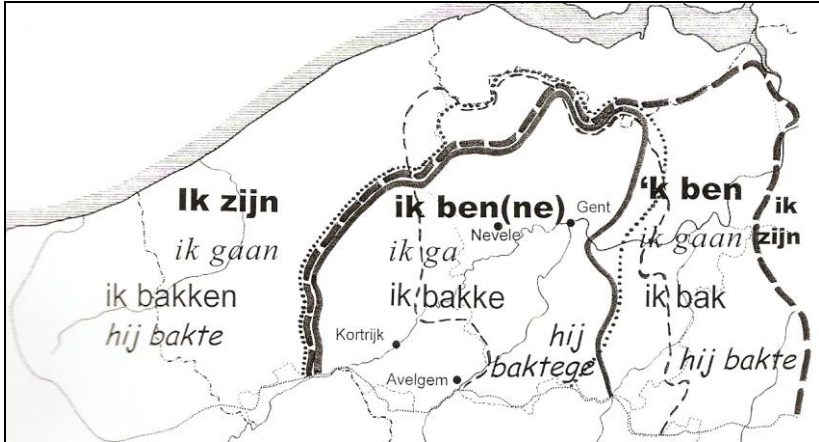 Ik zijn
ik gaan
ik bakken
hij bakte
ik ben(ne)
Nevele
Gent
ik ga
ik bakke
Kortrijk
Avelgem
hij
baktege
'k ben
ik gaan
ik bak
hij bakte
ik
zijn